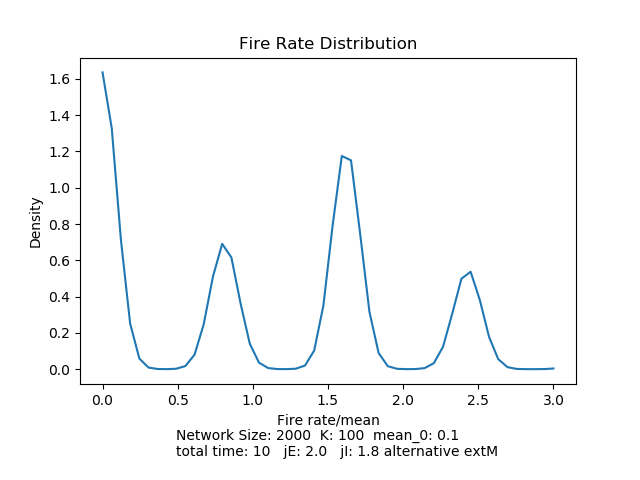 Fire Rate Distribution
1.6
1.4
1.2
1.0
0.8
0.6
0.4
0.2
0.0
Density
0.0 0.5 1.0 1.5 2.0 2.5 3.0
Fire rate/mean
Network Size: 2000  K: 100  mean_0: 0.1
total time: 10   jE: 2.0   jI: 1.8 alternative extM